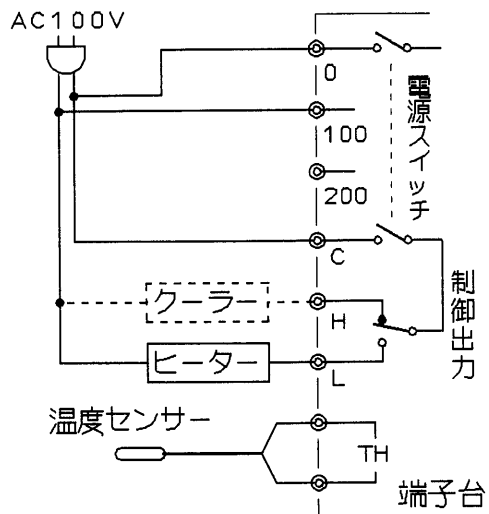 AC100V
0
100
200
電源スイッチ
C
クーラー
H
制御出力
ヒーター
L
温度センサー
TH
端子台